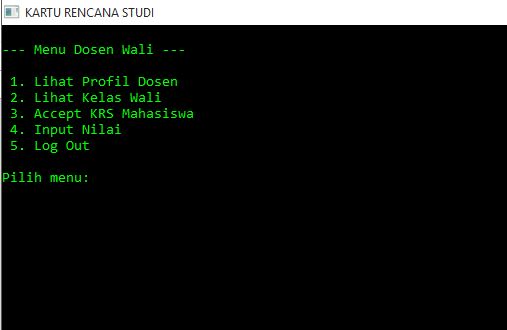 KARTU RENCANA STUDI
--- Menu Dosen Wali ---
1. Lihat Profil Dosen
2. Lihat Kelas Wali
3. Accept KRS Mahasiswa
4. Input Nilai
5. Log Out
Pilih menu: